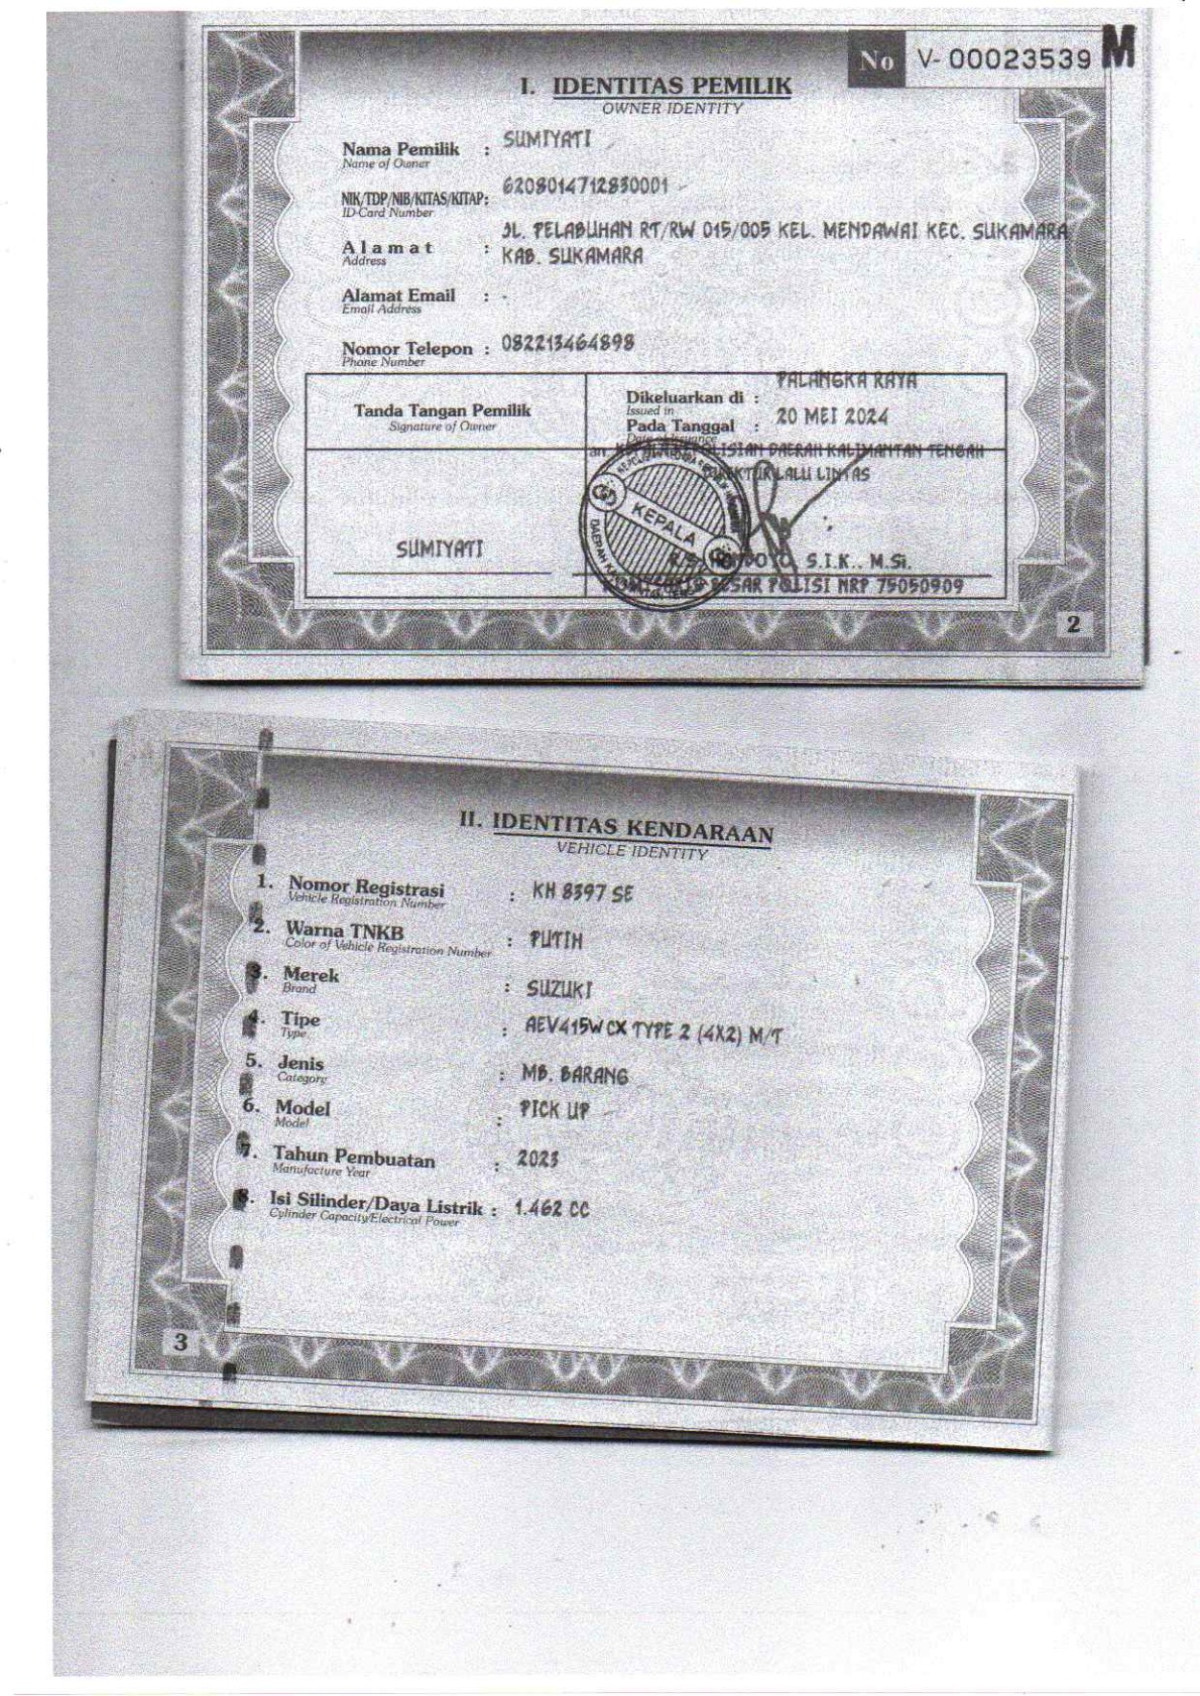 No V- 00023539 M
I. IDENTITAS PEMILIK
OWNER IDENTITY
Nama Pemilik : SUMIYATI
Name of Owner
NIK/TDP/NIB/KITAS/KITAP: 6208014712830001
ID-Card Number
Alamat : JL. PELABUHAN RT/RW 015/005 KEL. MENDAWAI KEC. SUKAMARA
Address KAB. SUKAMARA
Alamat Email : -
Email Address
Nomor Telepon : 082213464898
Phone Number
Tanda Tangan Pemilik
Signature of Owner
SUMIYATI
Dikeluarkan di : PALANGKA RAYA
Issued in
Pada Tanggal : 20 MEI 2024
Date of Issuance
an. KEPALA KEPOLISIAN DAERAH KALIMANTAN TENGAH
DIREKTUR LALU LINTAS
KEPALA
S.I.K., M.Si.
BESAR POLISI NRP 75050909
2
II. IDENTITAS KENDARAAN
VEHICLE IDENTITY
1. Nomor Registrasi : KH 8397 SE
Vehicle Registration Number
2. Warna TNKB : PUTIH
Color of Vehicle Registration Number
3. Merek : SUZUKI
Brand
4. Tipe : AEV415W CX TYPE 2 (4X2) M/T
Type
5. Jenis : MB. BARANG
Category
6. Model : PICK UP
Model
7. Tahun Pembuatan : 2023
Manufacture Year
8. Isi Silinder/Daya Listrik : 1.462 CC
Cylinder Capacity/Electrical Power
3